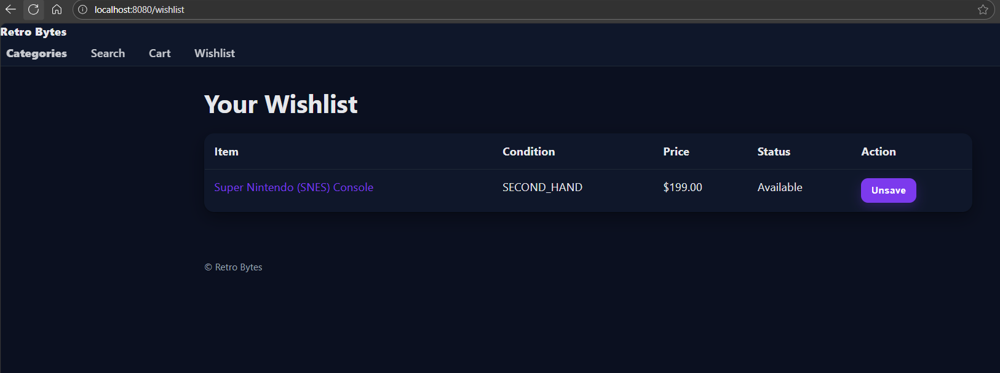 localhost:8080/wishlist
Retro Bytes
Categories Search Cart Wishlist
Your Wishlist
Item Condition Price Status Action
Super Nintendo (SNES) Console SECOND_HAND $199.00 Available Unsave
© Retro Bytes